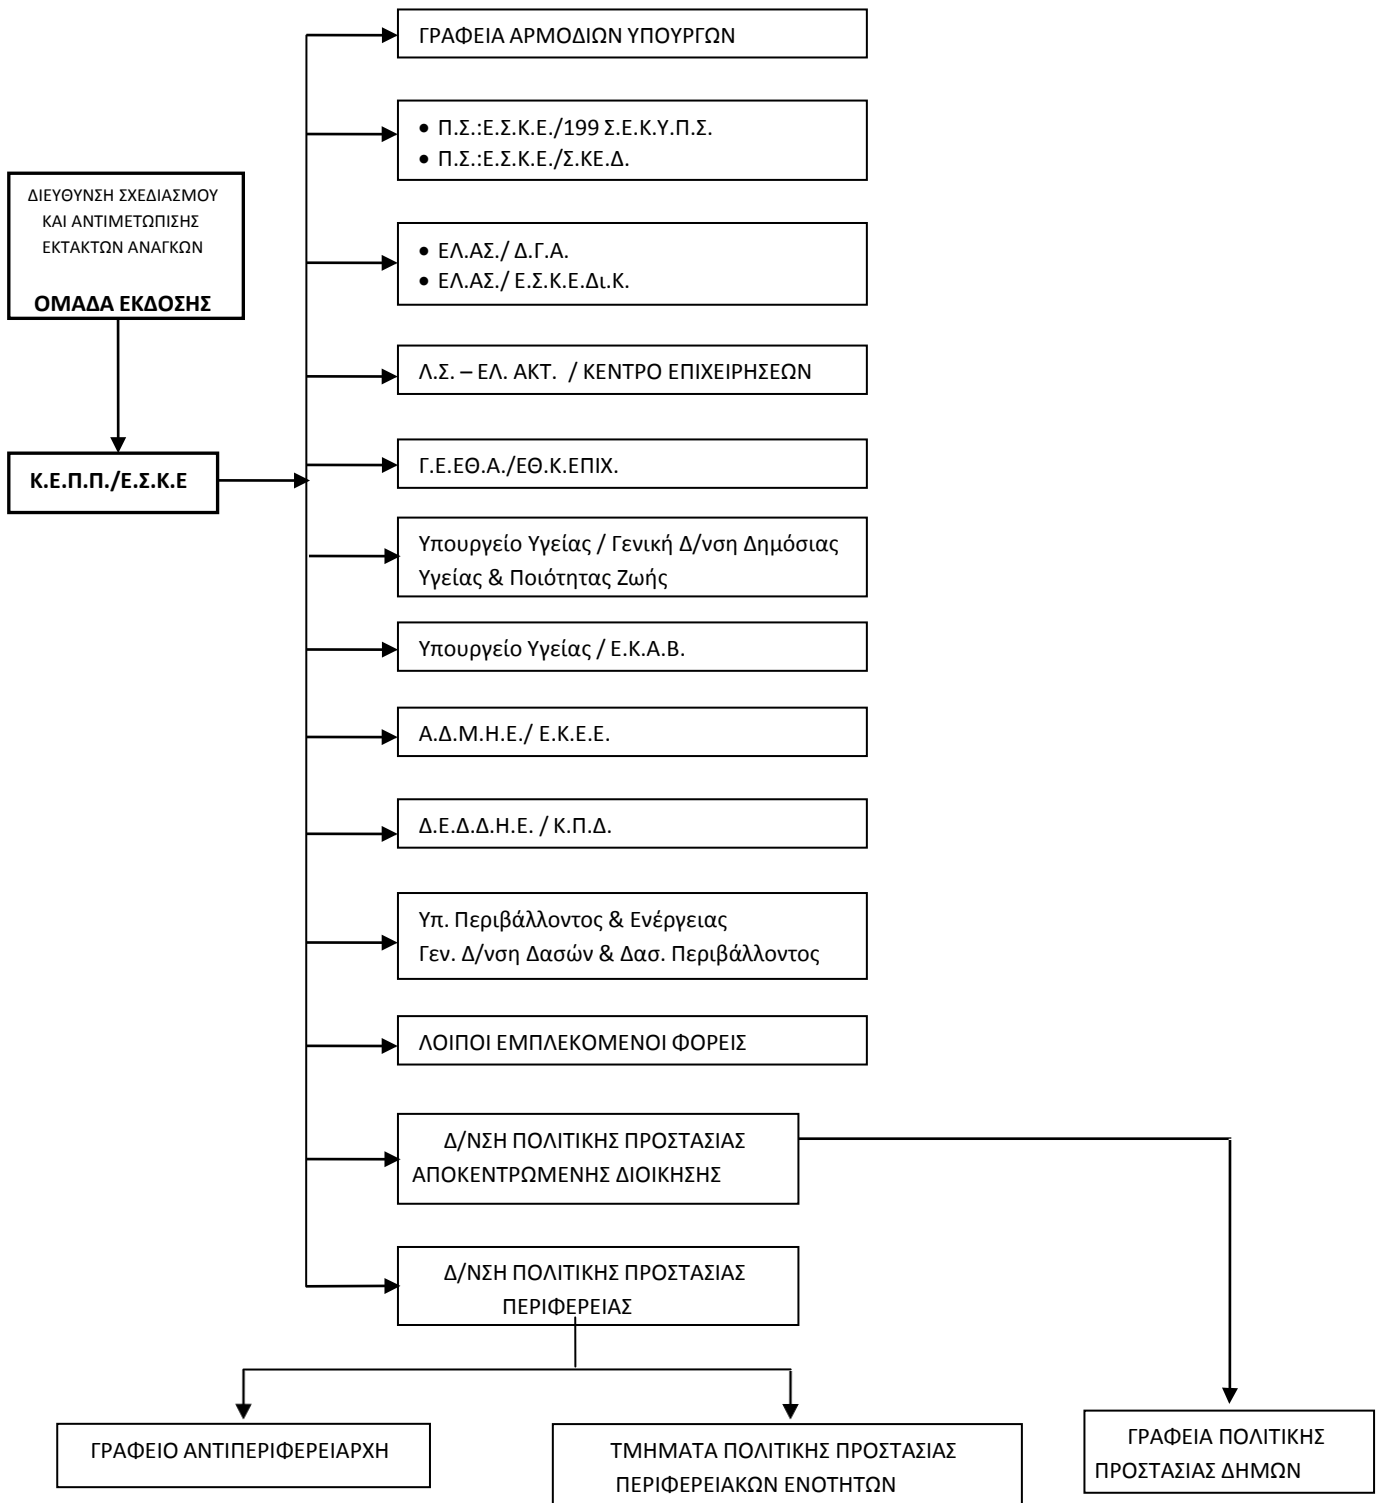 ΓΡΑΦΕΙΑ ΑΡΜΟΔΙΩΝ ΥΠΟΥΡΓΩΝ
• Π.Σ.:Ε.Σ.Κ.Ε./199 Σ.Ε.Κ.Υ.Π.Σ.
• Π.Σ.:Ε.Σ.Κ.Ε./Σ.ΚΕ.Δ.
ΔΙΕΥΘΥΝΣΗ ΣΧΕΔΙΑΣΜΟΥ
ΚΑΙ ΑΝΤΙΜΕΤΩΠΙΣΗΣ
ΕΚΤΑΚΤΩΝ ΑΝΑΓΚΩΝ
ΟΜΑΔΑ ΕΚΔΟΣΗΣ
• ΕΛ.ΑΣ./ Δ.Γ.Α.
• ΕΛ.ΑΣ./ Ε.Σ.Κ.Ε.Δι.Κ.
Λ.Σ. – ΕΛ. ΑΚΤ. / ΚΕΝΤΡΟ ΕΠΙΧΕΙΡΗΣΕΩΝ
Κ.Ε.Π.Π./Ε.Σ.Κ.Ε
Γ.Ε.ΕΘ.Α./ΕΘ.Κ.ΕΠΙΧ.
Υπουργείο Υγείας / Γενική Δ/νση Δημόσιας
Υγείας & Ποιότητας Ζωής
Υπουργείο Υγείας / Ε.Κ.Α.Β.
Α.Δ.Μ.Η.Ε./ Ε.Κ.Ε.Ε.
Δ.Ε.Δ.Δ.Η.Ε. / Κ.Π.Δ.
Υπ. Περιβάλλοντος & Ενέργειας
Γεν. Δ/νση Δασών & Δασ. Περιβάλλοντος
ΛΟΙΠΟΙ ΕΜΠΛΕΚΟΜΕΝΟΙ ΦΟΡΕΙΣ
Δ/ΝΣΗ ΠΟΛΙΤΙΚΗΣ ΠΡΟΣΤΑΣΙΑΣ
ΑΠΟΚΕΝΤΡΩΜΕΝΗΣ ΔΙΟΙΚΗΣΗΣ
Δ/ΝΣΗ ΠΟΛΙΤΙΚΗΣ ΠΡΟΣΤΑΣΙΑΣ
ΠΕΡΙΦΕΡΕΙΑΣ
ΓΡΑΦΕΙΟ ΑΝΤΙΠΕΡΙΦΕΡΕΙΑΡΧΗ
ΤΜΗΜΑΤΑ ΠΟΛΙΤΙΚΗΣ ΠΡΟΣΤΑΣΙΑΣ
ΠΕΡΙΦΕΡΕΙΑΚΩΝ ΕΝΟΤΗΤΩΝ
ΓΡΑΦΕΙΑ ΠΟΛΙΤΙΚΗΣ
ΠΡΟΣΤΑΣΙΑΣ ΔΗΜΩΝ